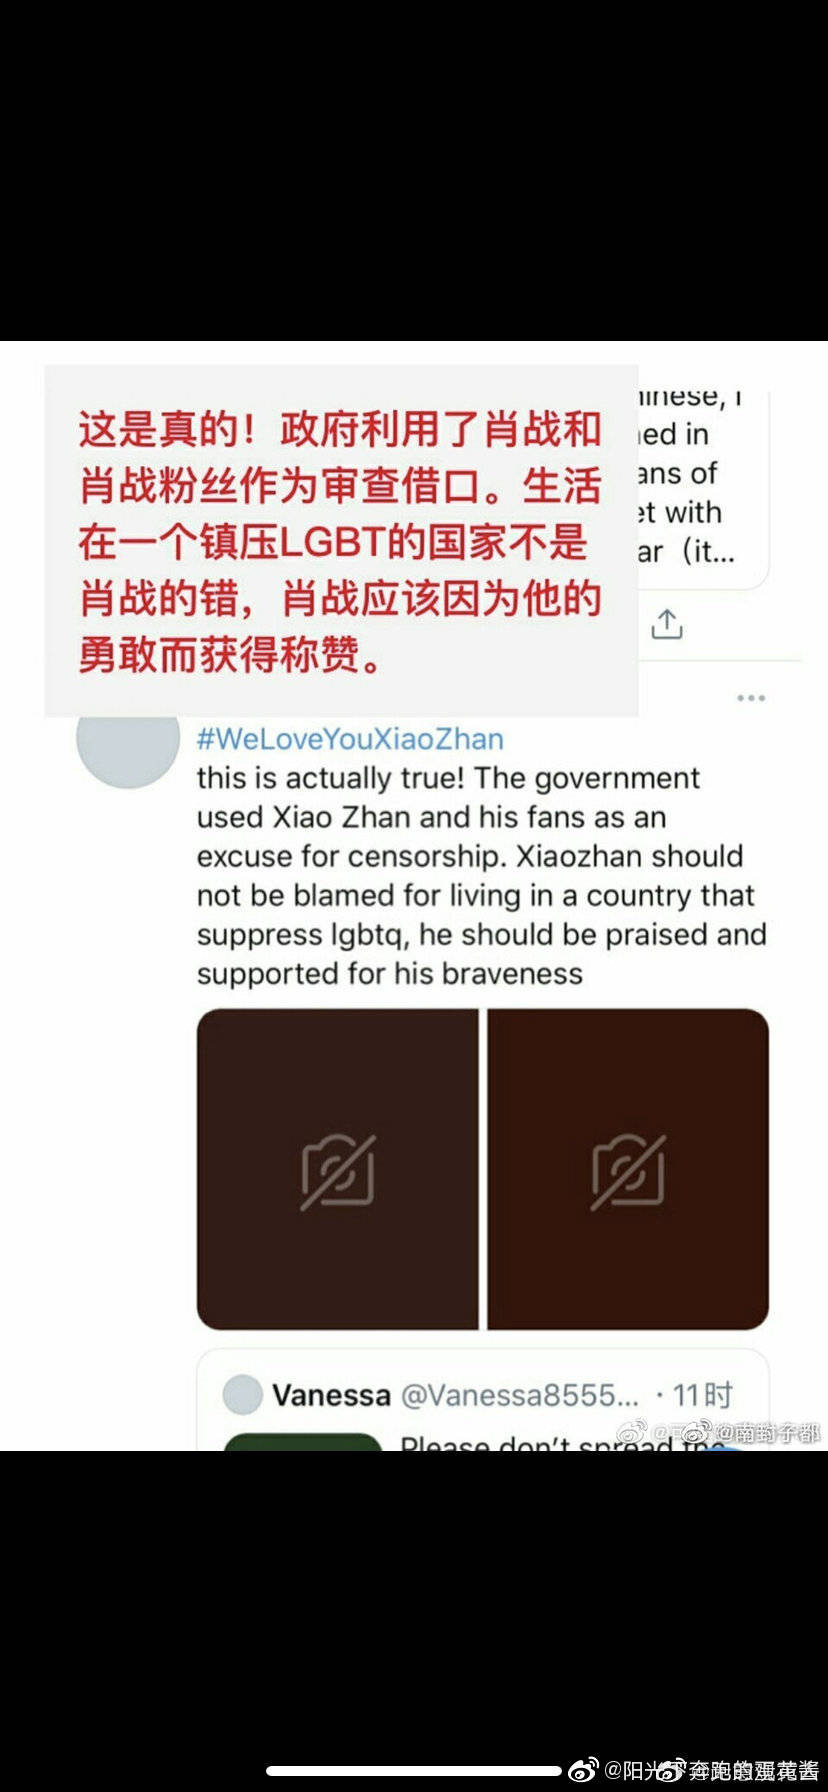 这是真的！政府利用了肖战和
肖战粉丝作为审查借口。生活
在一个镇压LGBT的国家不是
肖战的错，肖战应该因为他的
勇敢而获得称赞。
ed in
ans of
et with
ar（it...
#WeLoveYouXiaoZhan
this is actually true! The government
used Xiao Zhan and his fans as an
excuse for censorship. Xiaozhan should
not be blamed for living in a country that
suppress lgbtq, he should be praised and
supported for his braveness
Vanessa @Vanessa8555... · 11时
Please don't spread the
@南封子都
@阳光下奔跑的蛋黄酱